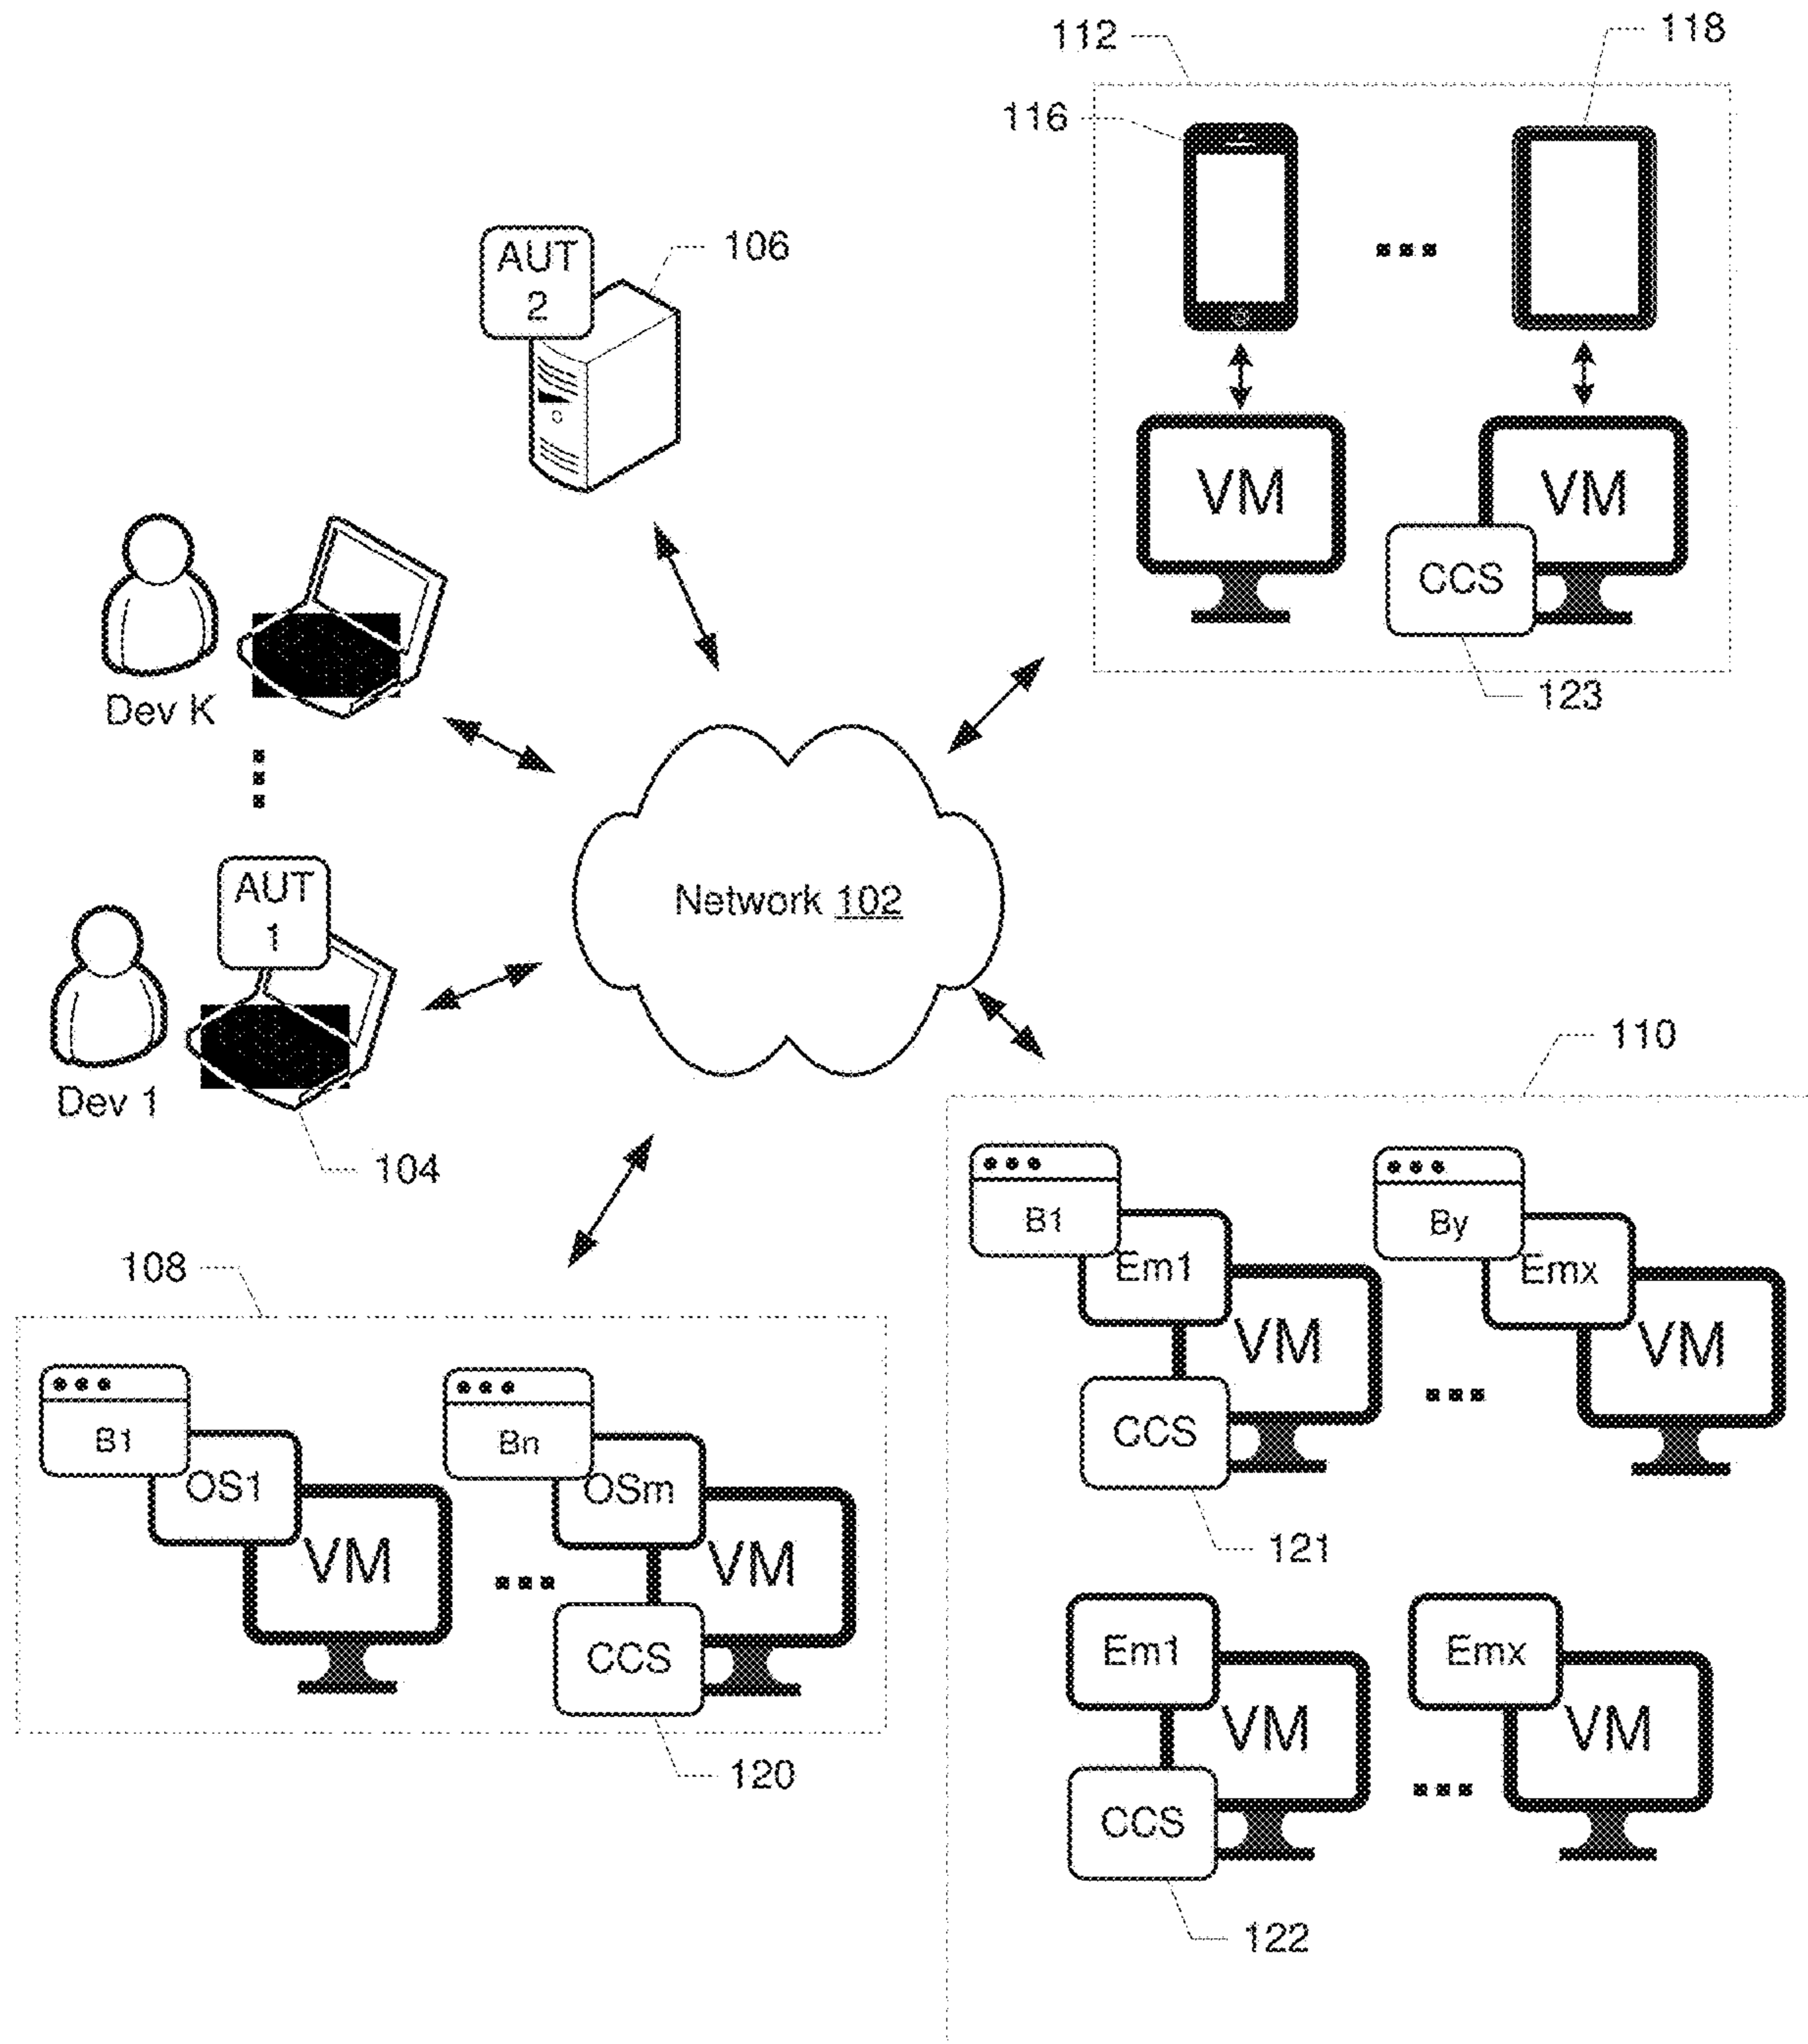 112
118
116
AUT
2
106
VM
VM
CCS
123
Dev K
AUT
1
Network 102
Dev 1
104
110
B1
Em1
VM
CCS
By
Emx
VM
121
108
B1
OS1
VM
Bn
OSm
VM
CCS
120
Em1
VM
CCS
Emx
VM
122